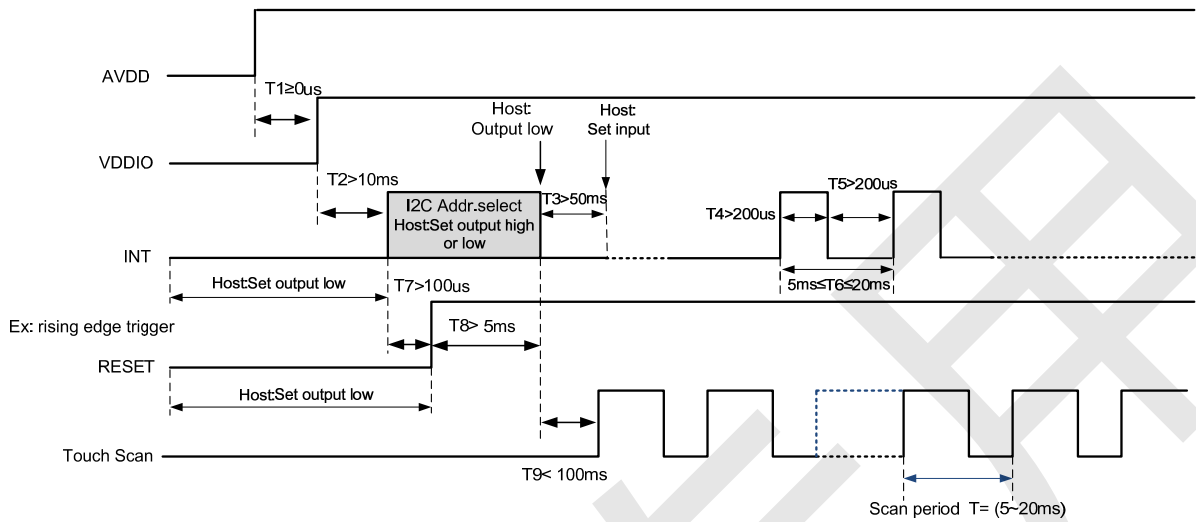 AVDD
T1≥0us
Host:
Output low
Host:
Set input
VDDIO
T2>10ms
I2C Addr.select
Host:Set output high
or low
T3>50ms
T5>200us
T4>200us
INT
Host:Set output low
T7>100us
5ms≤T6≤20ms
Ex: rising edge trigger
T8> 5ms
RESET
Host:Set output low
Touch Scan
T9< 100ms
Scan period T= (5~20ms)